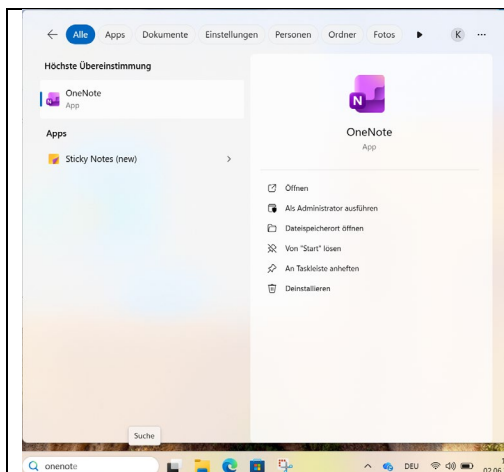 Alle Apps Dokumente Einstellungen Personen Ordner Fotos K
Höchste Übereinstimmung
OneNote
App
Apps
Sticky Notes (new)
N
OneNote
App
Öffnen
Als Administrator ausführen
Dateispeicherort öffnen
Von "Start" lösen
An Taskleiste anheften
Deinstallieren
Suche
onenote
DEU